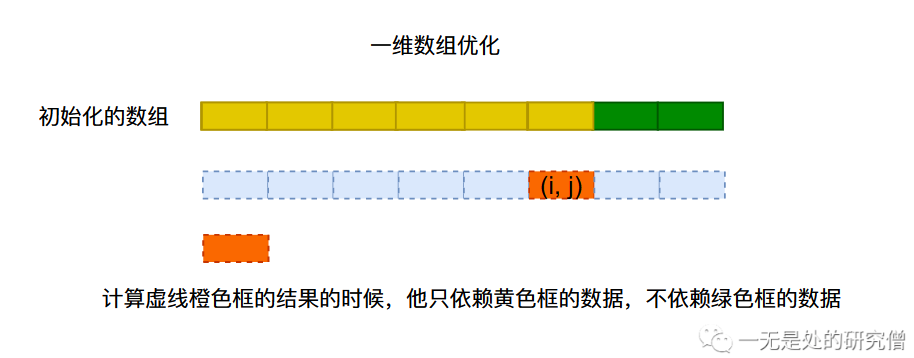 一维数组优化
初始化的数组
(i, j)
计算虚线橙色框的结果的时候，他只依赖黄色框的数据，不依赖绿色框的数据
一无是处的研究僧